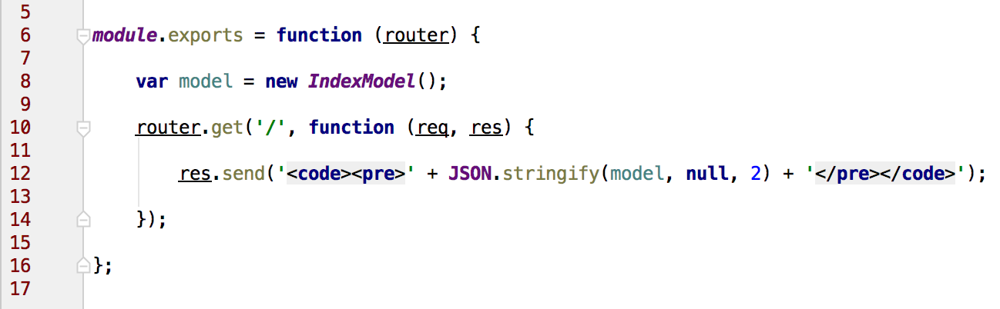 5
6 module.exports = function (router) {
7
8     var model = new IndexModel();
9
10     router.get('/', function (req, res) {
11
12         res.send('<code><pre>' + JSON.stringify(model, null, 2) + '</pre></code>');
13
14     });
15
16 };
17